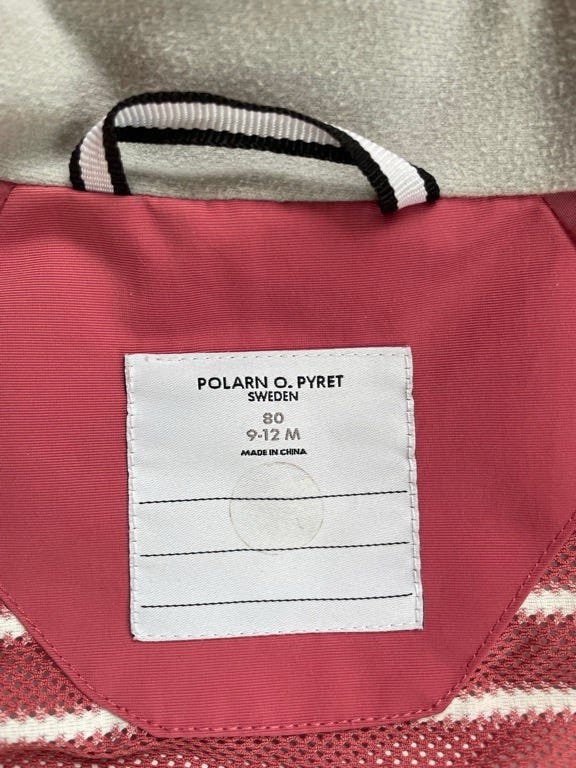 POLARN O. PYRET
SWEDEN
80
9-12 M
MADE IN CHINA